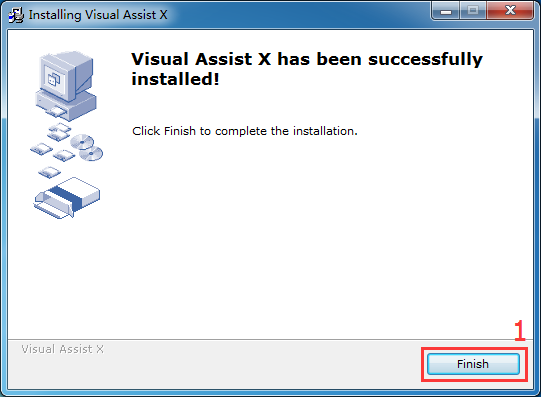 Installing Visual Assist X
Visual Assist X has been successfully
installed!
Click Finish to complete the installation.
1
Visual Assist X
Finish